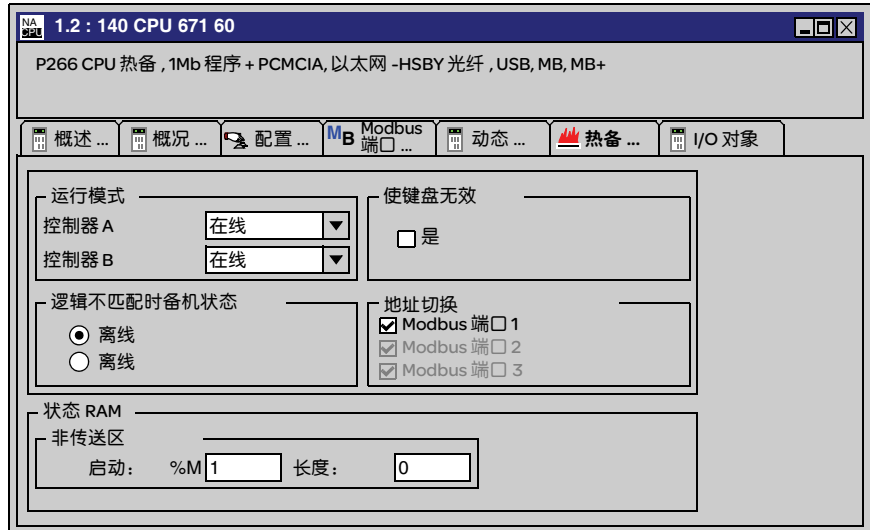 NA CPU 1.2 : 140 CPU 671 60
P266 CPU 热备 , 1Mb 程序 + PCMCIA, 以太网 -HSBY 光纤 , USB, MB, MB+
概述 ... 概况 ... 配置 ... MB Modbus 端口 ... 动态 ... 热备 ... I/O 对象
运行模式
控制器 A 在线
控制器 B 在线
使键盘无效
是
逻辑不匹配时备机状态
离线
离线
地址切换
Modbus 端口 1
Modbus 端口 2
Modbus 端口 3
状态 RAM
非传送区
启动： %M 1 长度： 0